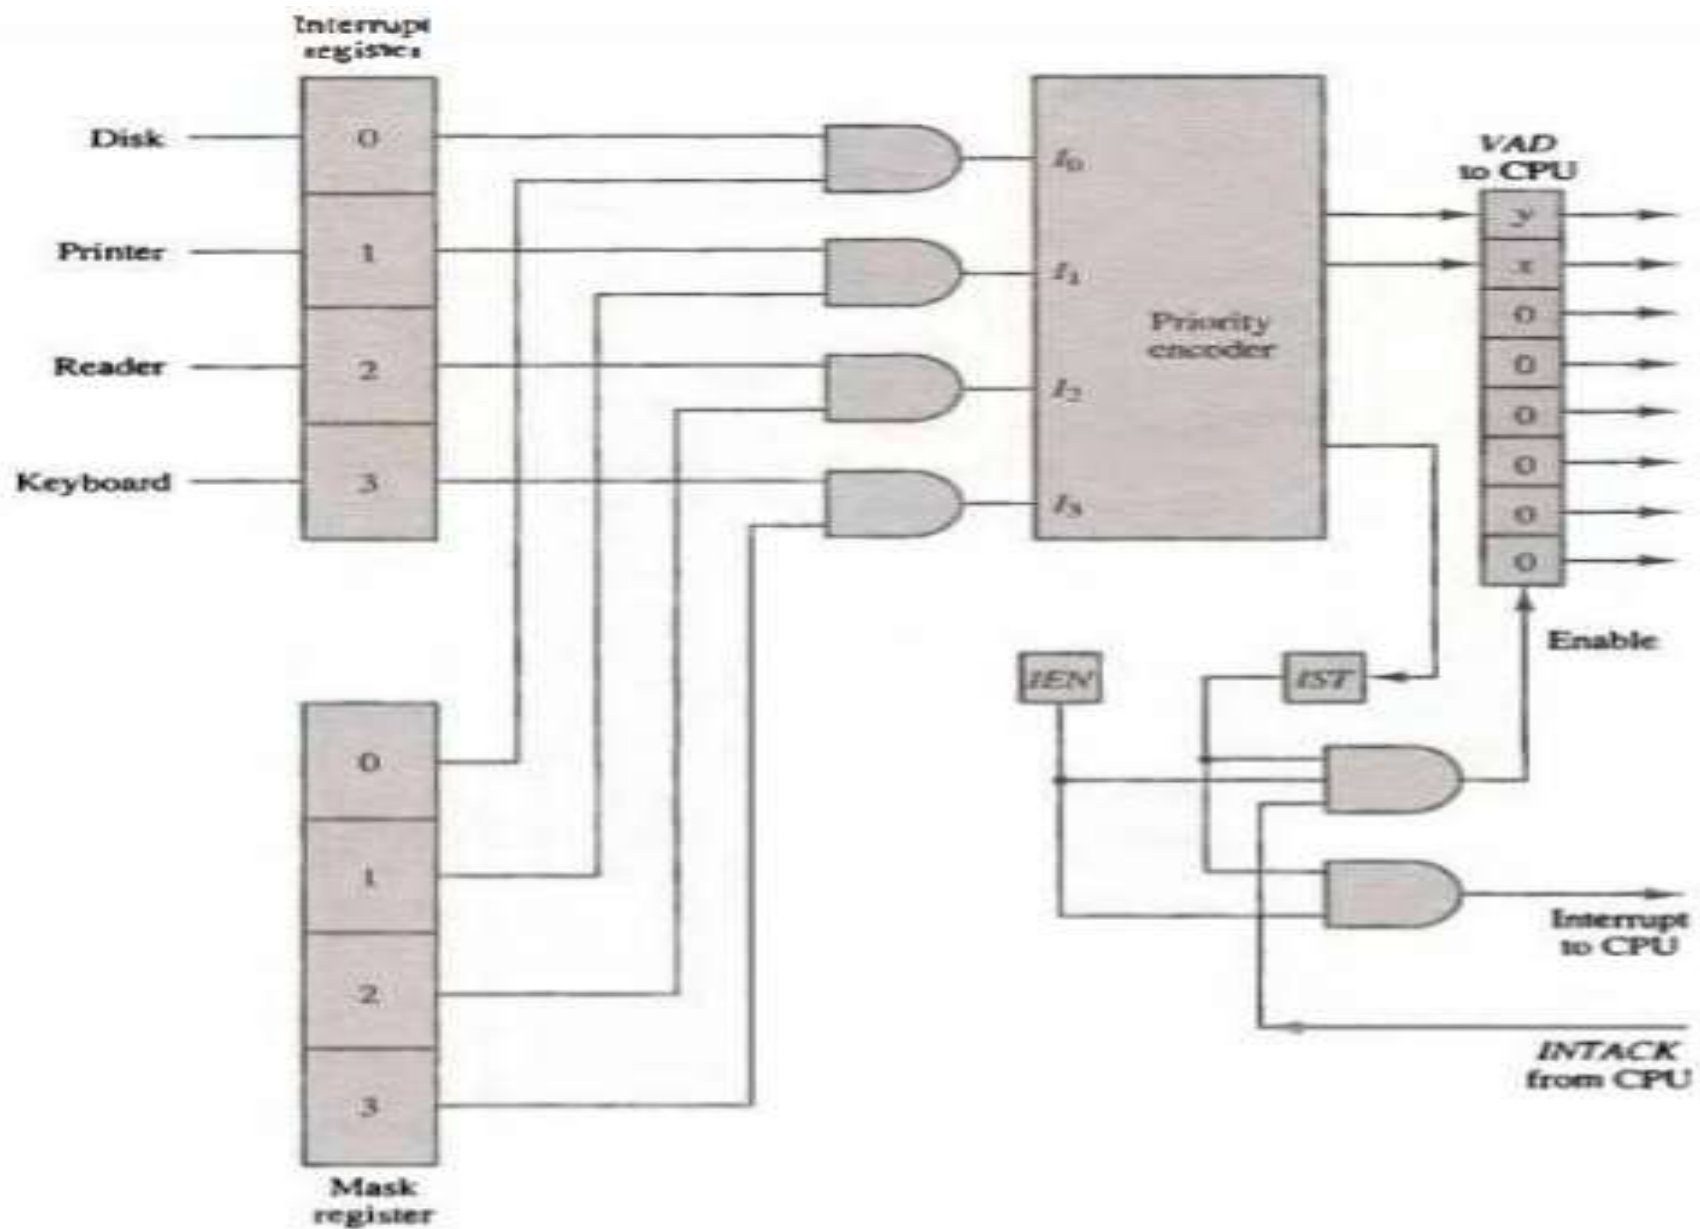 Interrupt
register
Disk
0
Printer
1
Reader
2
Keyboard
3
I0
I1
I2
I3
Priority
encoder
VAD
to CPU
y
x
0
0
0
0
0
0
Enable
IEN
IST
Interrupt
to CPU
INTACK
from CPU
0
1
2
3
Mask
register